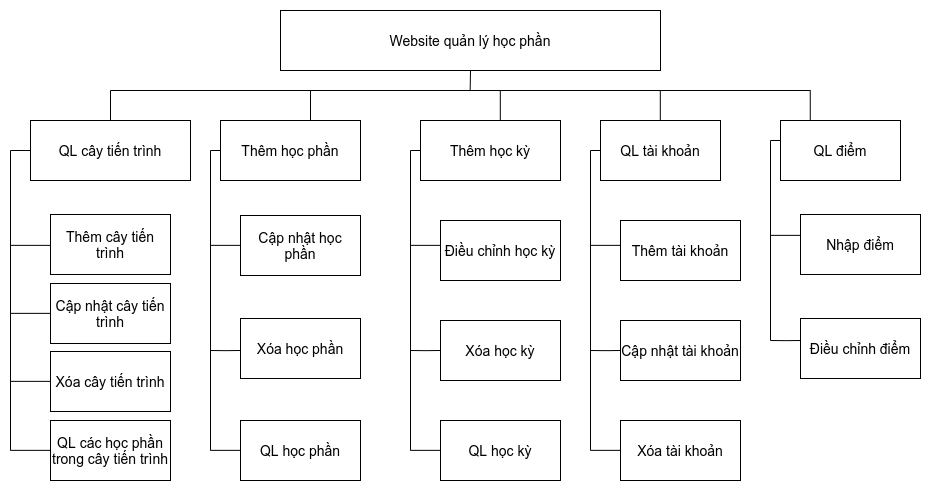 Website quản lý học phần
QL cây tiến trình
Thêm học phần
Thêm học kỳ
QL tài khoản
QL điểm
Thêm cây tiến
trình
Cập nhật cây tiến
trình
Xóa cây tiến trình
QL các học phần
trong cây tiến trình
Cập nhật học
phần
Xóa học phần
QL học phần
Điều chỉnh học kỳ
Xóa học kỳ
QL học kỳ
Thêm tài khoản
Cập nhật tài khoản
Xóa tài khoản
Nhập điểm
Điều chỉnh điểm